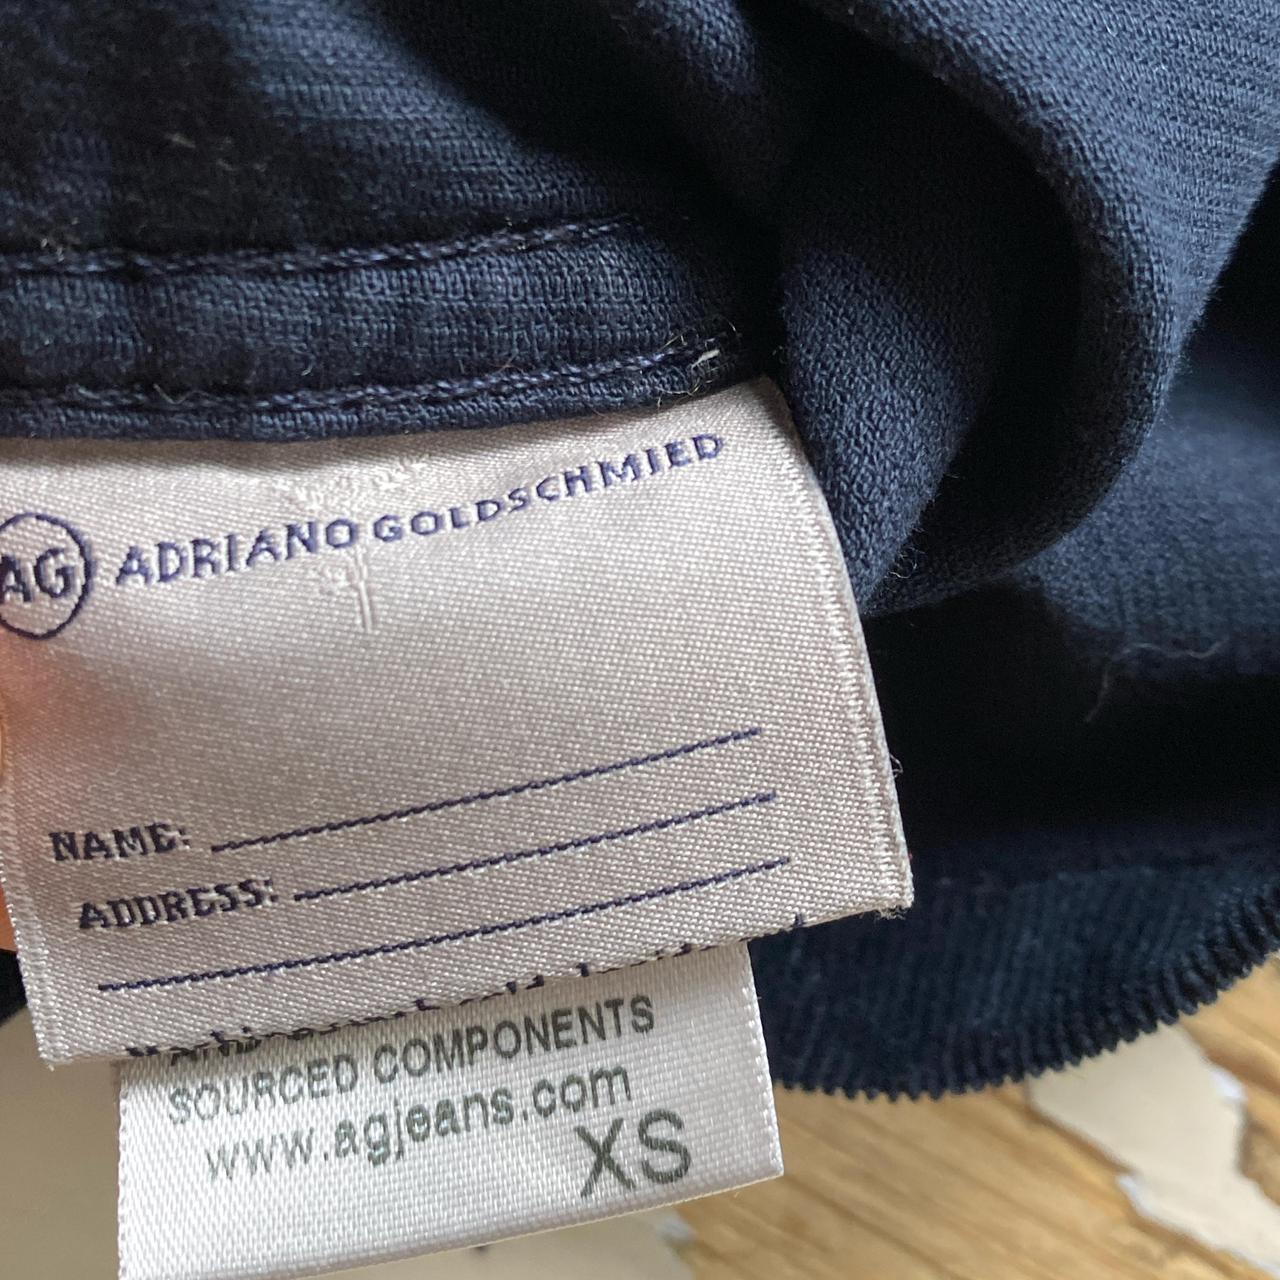 AG ADRIANO GOLDSCHMIED
NAME:
ADDRESS:
SOURCED COMPONENTS
www.agjeans.com
XS